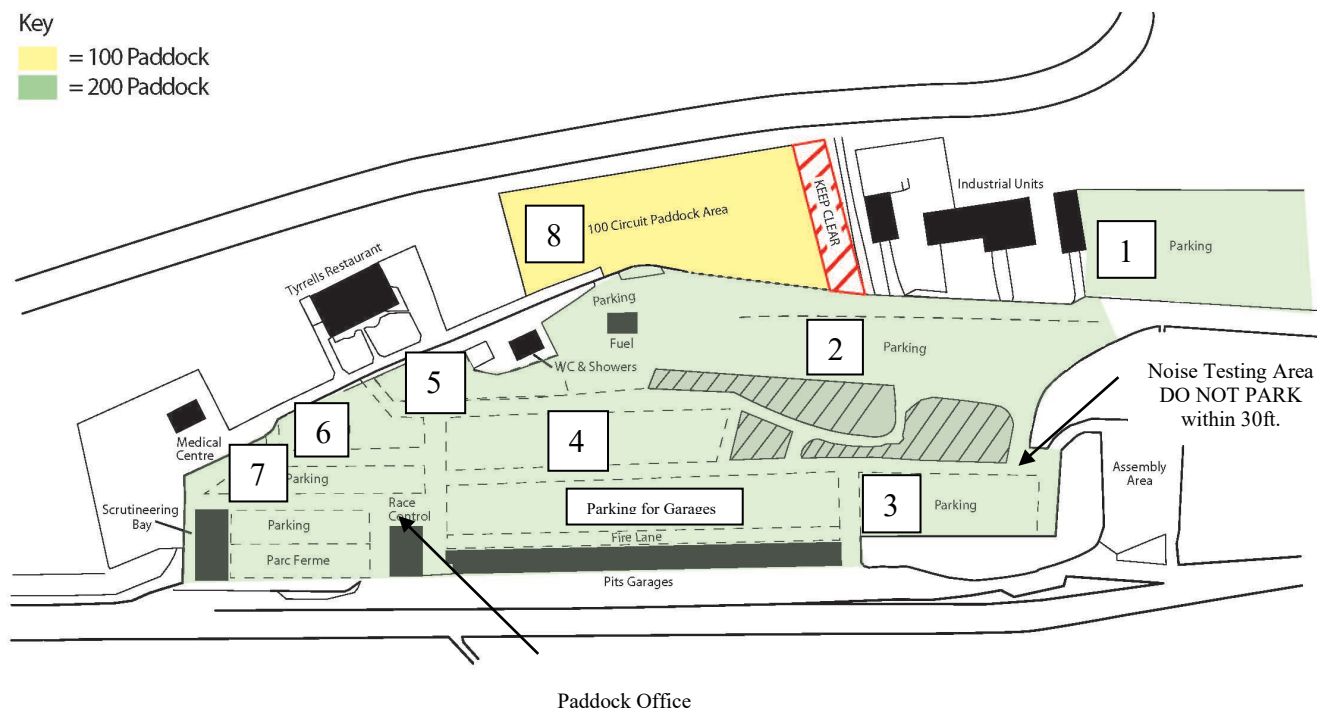 Key
= 100 Paddock
= 200 Paddock
KEEP CLEAR
Industrial Units
8
100 Circuit Paddock Area
1
Parking
Tyrrells Restaurant
Parking
Fuel
2
Parking
WC & Showers
5
Noise Testing Area
DO NOT PARK
within 30ft.
6
4
Medical
Centre
7
Parking
Assembly
Area
Scrutineering
Bay
Race
Control
Parking for Garages
3
Parking
Parking
Fire Lane
Parc Ferme
Pits Garages
Paddock Office